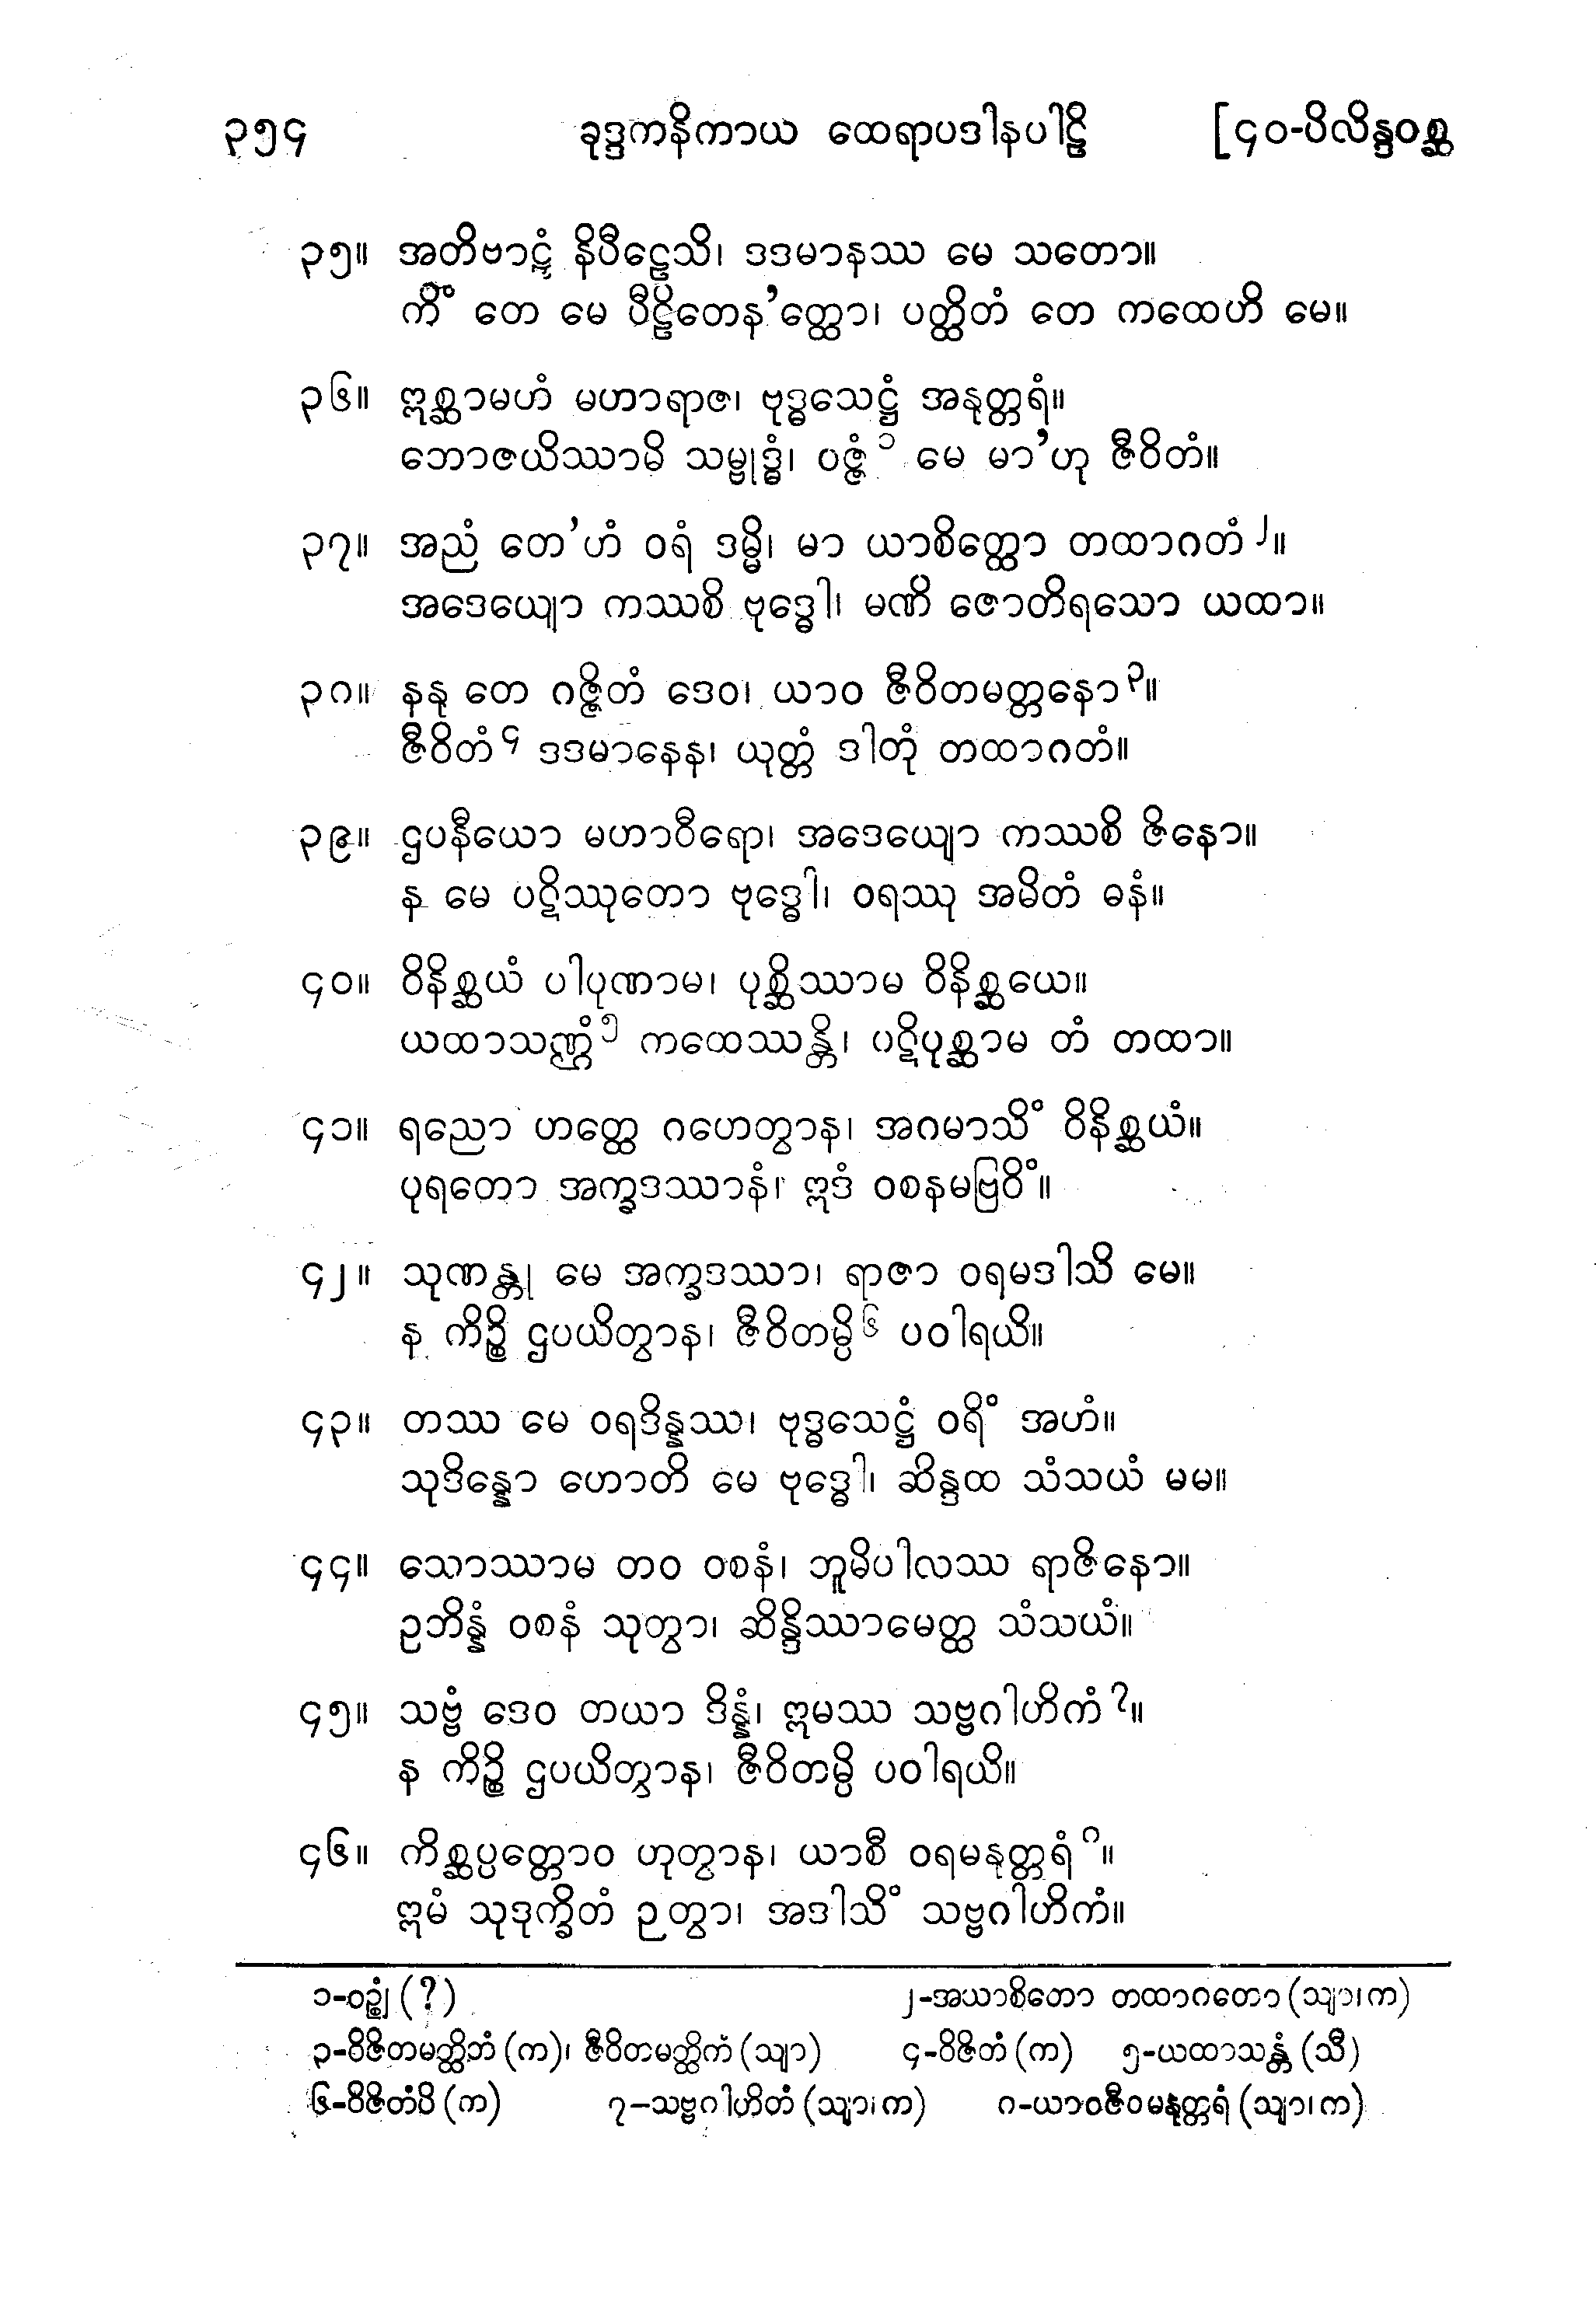 ၃၅၄ ခုဒ္ဒကနိကာယ ထေရာပဒါနပါဠိ [၄၀-ပိလိန္ဒဝစ္ဆ
၃၅။ အတိဗာဠှံ နိပီဠေသိ၊ ဒဒမာနဿ မေ သတော။
ကိံ တေ မေ ပီဠိတေန’တ္ထော၊ ပတ္ထိတံ တေ ကထေဟိ မေ။
၃၆။ ဣစ္ဆာမဟံ မဟာရာဇ၊ ဗုဒ္ဓသေဋ္ဌံ အနုတ္တရံ။
ဘောဇယိဿာမိ သမ္ဗုဒ္ဓံ၊ ဝဇ္ဇံ ၁ မေ မာ’ဟု ဇီဝိတံ။
၃၇။ အညံ တေ’ဟံ ဝရံ ဒမ္မိ၊ မာ ယာစိတ္ထော တထာဂတံ ၂။
အဒေယျော ကဿစိ ဗုဒ္ဓေါ၊ မဏိ ဇောတိရသော ယထာ။
၃၈။ နနု တေ ဂဇ္ဇိတံ ဒေဝ၊ ယာဝ ဇီဝိတမတ္တနော ၃။
ဇီဝိတံ ၄ ဒဒမာနေန၊ ယုတ္တံ ဒါတုံ တထာဂတံ။
၃၉။ ဌပနီယော မဟာဝီရော၊ အဒေယျော ကဿစိ ဇိနော။
န မေ ပဋိဿုတော ဗုဒ္ဓေါ၊ ဝရဿု အမိတံ ဓနံ။
၄၀။ ဝိနိစ္ဆယံ ပါပုဏာမ၊ ပုစ္ဆိဿာမ ဝိနိစ္ဆယေ။
ယထာသဏ္ဌံ ၅ ကထေဿန္တိ၊ ပဋိပုစ္ဆာမ တံ တထာ။
၄၁။ ရညော ဟတ္ထေ ဂဟေတွာန၊ အဂမာသိံ ဝိနိစ္ဆယံ။
ပုရတော အက္ခဒဿာနံ၊ ဣဒံ ဝစနမဗြဝိံ။
၄၂။ သုဏန္တု မေ အက္ခဒဿာ၊ ရာဇာ ဝရမဒါသိ မေ။
န ကိဉ္စိ ဌပယိတွာန၊ ဇီဝိတမ္ပိ ၆ ပဝါရယိ။
၄၃။ တဿ မေ ဝရဒိန္နဿ၊ ဗုဒ္ဓသေဋ္ဌံ ဝရိံ အဟံ။
သုဒိန္နော ဟောတိ မေ ဗုဒ္ဓေါ၊ ဆိန္ဒထ သံသယံ မမ။
၄၄။ သောဿာမ တဝ ဝစနံ၊ ဘူမိပါလဿ ရာဇိနော။
ဥဘိန္နံ ဝစနံ သုတွာ၊ ဆိန္ဒိဿာမေတ္ထ သံသယံ။
၄၅။ သဗ္ဗံ ဒေဝ တယာ ဒိန္နံ၊ ဣမဿ သဗ္ဗဂါဟိကံ ၇။
န ကိဉ္စိ ဌပယိတွာန၊ ဇီဝိတမ္ပိ ပဝါရယိ။
၄၆။ ကိစ္ဆပ္ပတ္တောဝ ဟုတွာန၊ ယာစီ ဝရမနုတ္တရံ ၈။
ဣမံ သုဒုက္ခိတံ ဉတွာ၊ အဒါသိံ သဗ္ဗဂါဟိကံ။
၁-ဝဉ္စုံ (?) ၂-အယာစိတော တထာဂတော (သျာ၊က)
၃-ဝိဇိတမတ္ထိဘံ (က)၊ ဇီဝိတမတ္ထိကံ (သျာ) ၄-ဝိဇိတံ (က) ၅-ယထာသန္တံ (သီ)
၆-ဝိဇိတံပိ (က) ၇-သဗ္ဗဂါဟိတံ (သျာ၊က) ၈-ယာဝဇီဝမနုတ္တရံ (သျာ၊က)